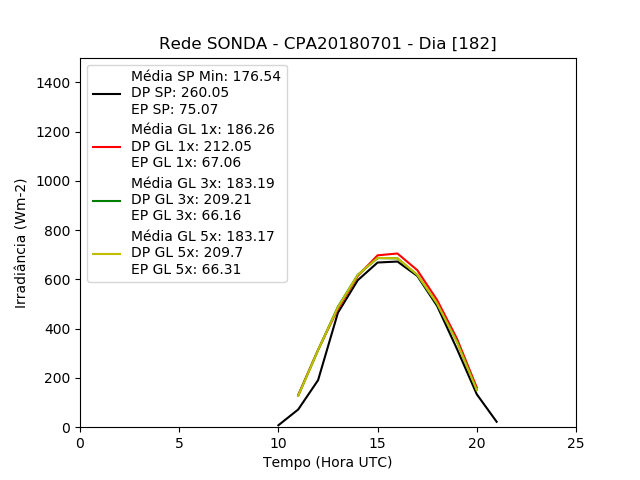 Rede SONDA - CPA20180701 - Dia [182]
Média SP Min: 176.54
DP SP: 260.05
EP SP: 75.07
Média GL 1x: 186.26
DP GL 1x: 212.05
EP GL 1x: 67.06
Média GL 3x: 183.19
DP GL 3x: 209.21
EP GL 3x: 66.16
Média GL 5x: 183.17
DP GL 5x: 209.7
EP GL 5x: 66.31
Irradiância (Wm-2)
1400
1200
1000
800
600
400
200
0
0 5 10 15 20 25
Tempo (Hora UTC)